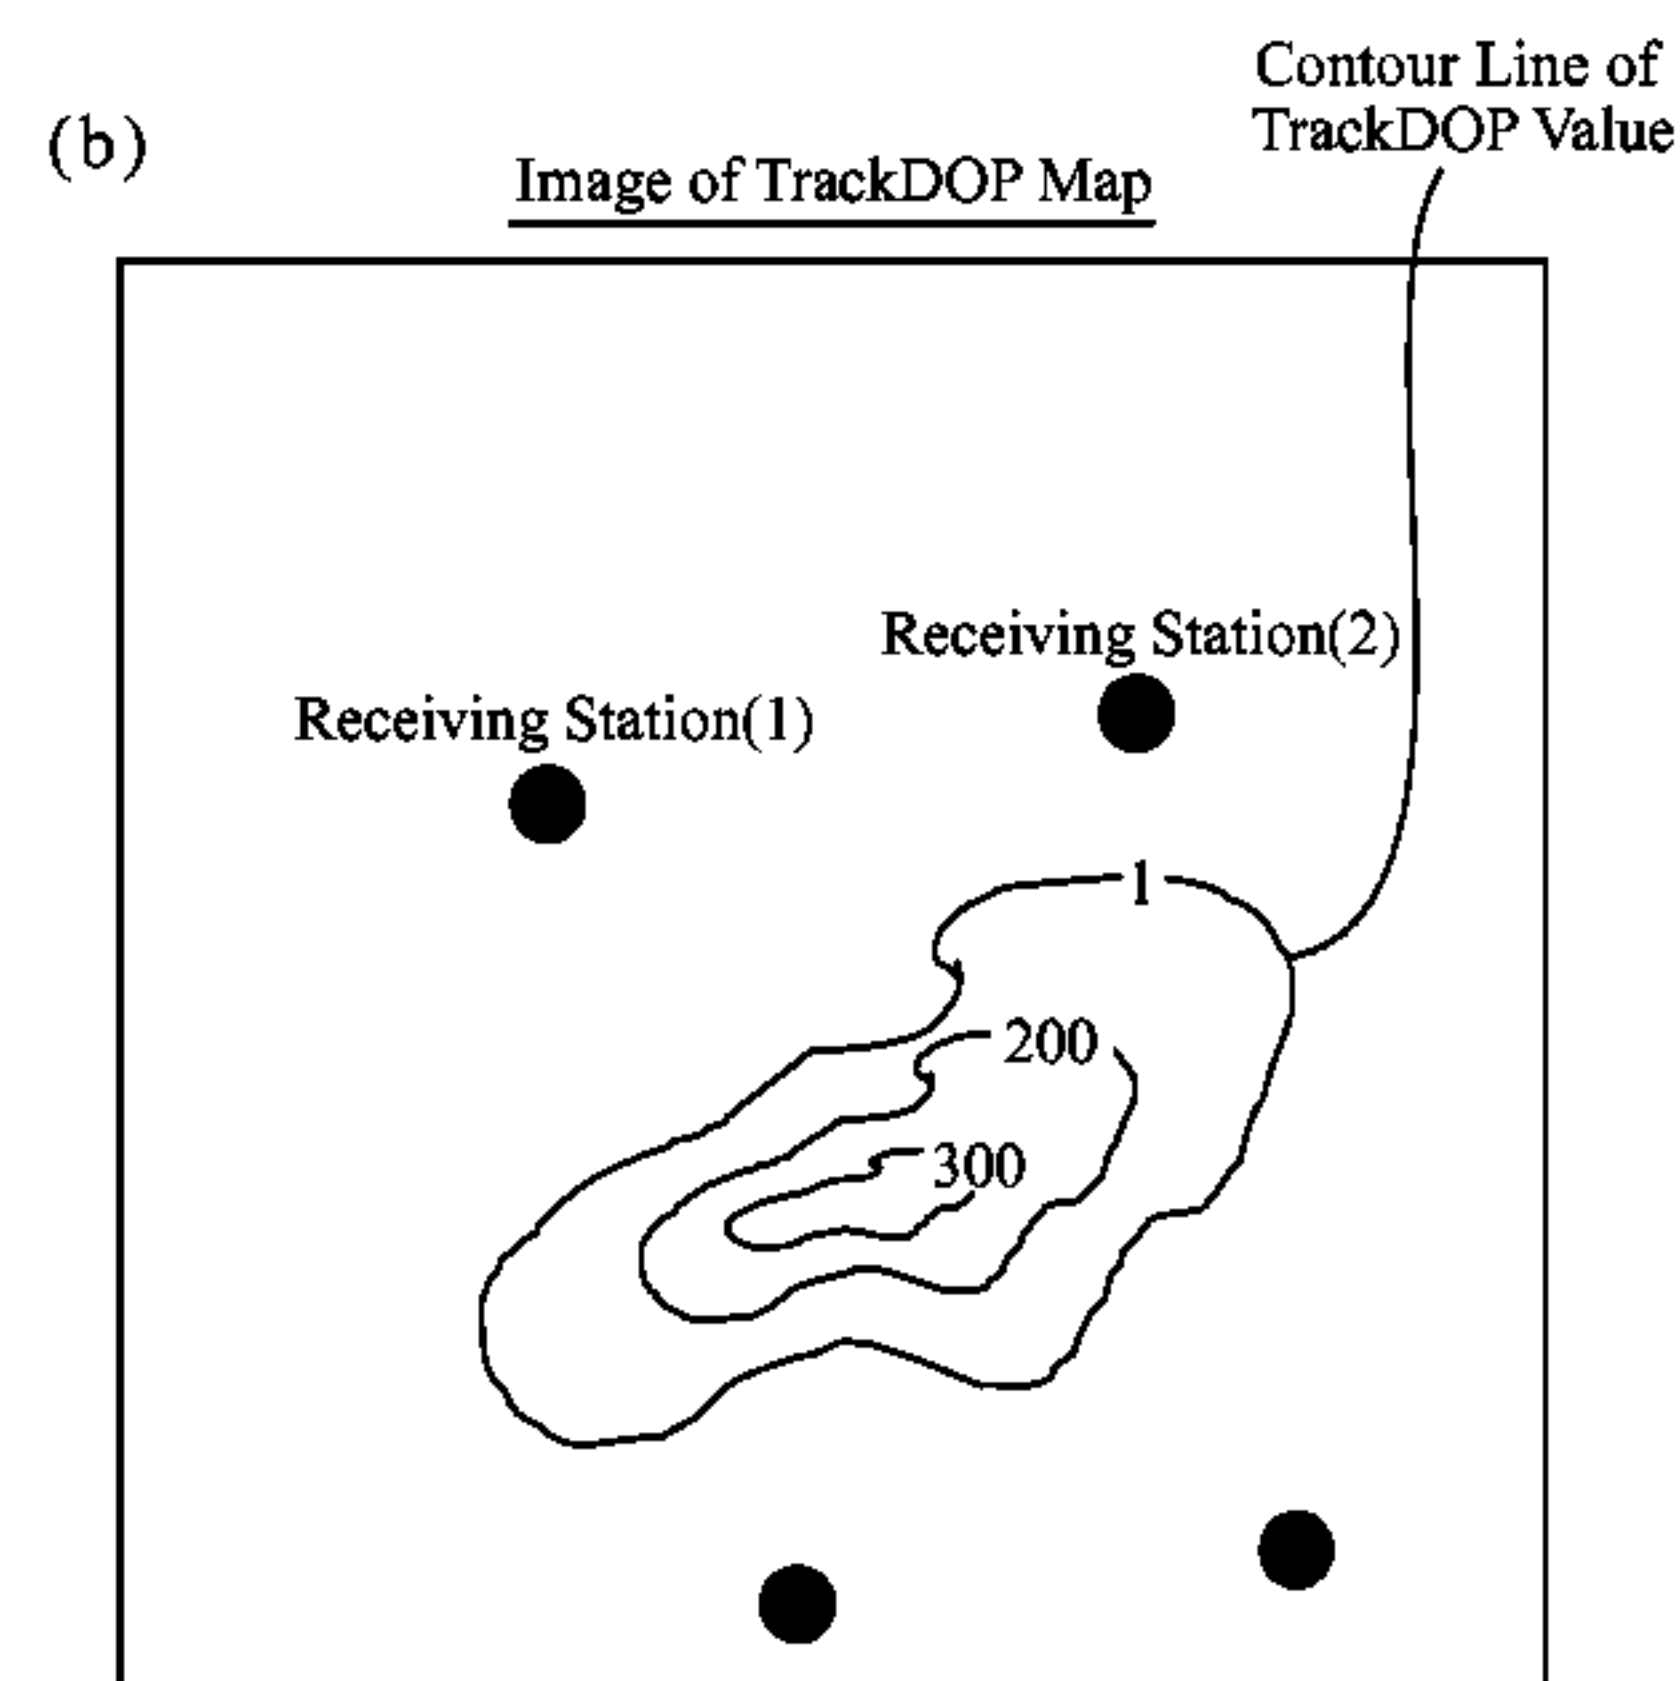 Contour Line of
TrackDOP Value
(b)
Image of TrackDOP Map
Receiving Station(2)
Receiving Station(1)
1
200
300